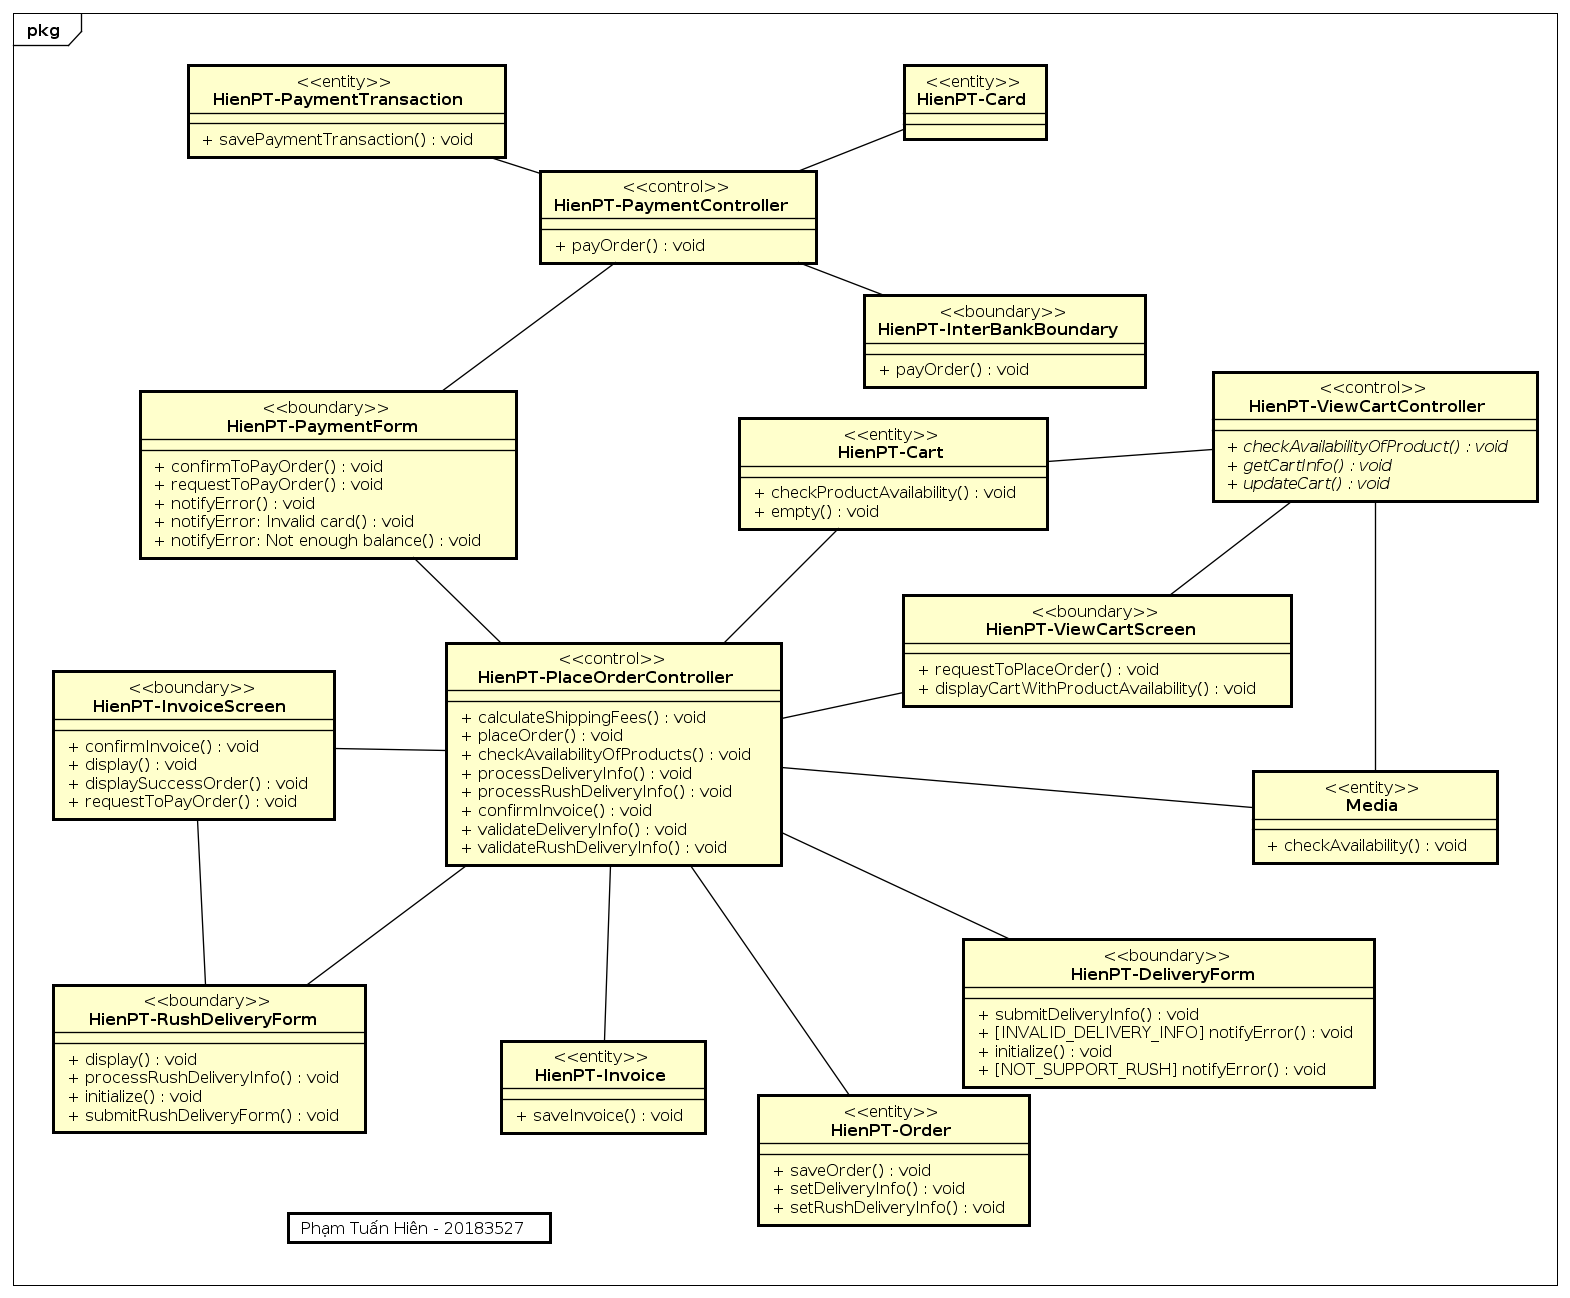 pkg
<<entity>>
HienPT-PaymentTransaction
+ savePaymentTransaction() : void
<<entity>>
HienPT-Card
<<control>>
HienPT-PaymentController
+ payOrder() : void
<<boundary>>
HienPT-InterBankBoundary
+ payOrder() : void
<<control>>
HienPT-ViewCartController
+ checkAvailabilityOfProduct() : void
+ getCartInfo() : void
+ updateCart() : void
<<boundary>>
HienPT-PaymentForm
+ confirmToPayOrder() : void
+ requestToPayOrder() : void
+ notifyError() : void
+ notifyError: Invalid card() : void
+ notifyError: Not enough balance() : void
<<entity>>
HienPT-Cart
+ checkProductAvailability() : void
+ empty() : void
<<boundary>>
HienPT-ViewCartScreen
+ requestToPlaceOrder() : void
+ displayCartWithProductAvailability() : void
<<control>>
HienPT-PlaceOrderController
+ calculateShippingFees() : void
+ placeOrder() : void
+ checkAvailabilityOfProducts() : void
+ processDeliveryInfo() : void
+ processRushDeliveryInfo() : void
+ confirmInvoice() : void
+ validateDeliveryInfo() : void
+ validateRushDeliveryInfo() : void
<<boundary>>
HienPT-InvoiceScreen
+ confirmInvoice() : void
+ display() : void
+ displaySuccessOrder() : void
+ requestToPayOrder() : void
<<entity>>
Media
+ checkAvailability() : void
<<boundary>>
HienPT-DeliveryForm
+ submitDeliveryInfo() : void
+ [INVALID_DELIVERY_INFO] notifyError() : void
+ initialize() : void
+ [NOT_SUPPORT_RUSH] notifyError() : void
<<boundary>>
HienPT-RushDeliveryForm
+ display() : void
+ processRushDeliveryInfo() : void
+ initialize() : void
+ submitRushDeliveryForm() : void
<<entity>>
HienPT-Invoice
+ saveInvoice() : void
<<entity>>
HienPT-Order
+ saveOrder() : void
+ setDeliveryInfo() : void
+ setRushDeliveryInfo() : void
Phạm Tuấn Hiên - 20183527